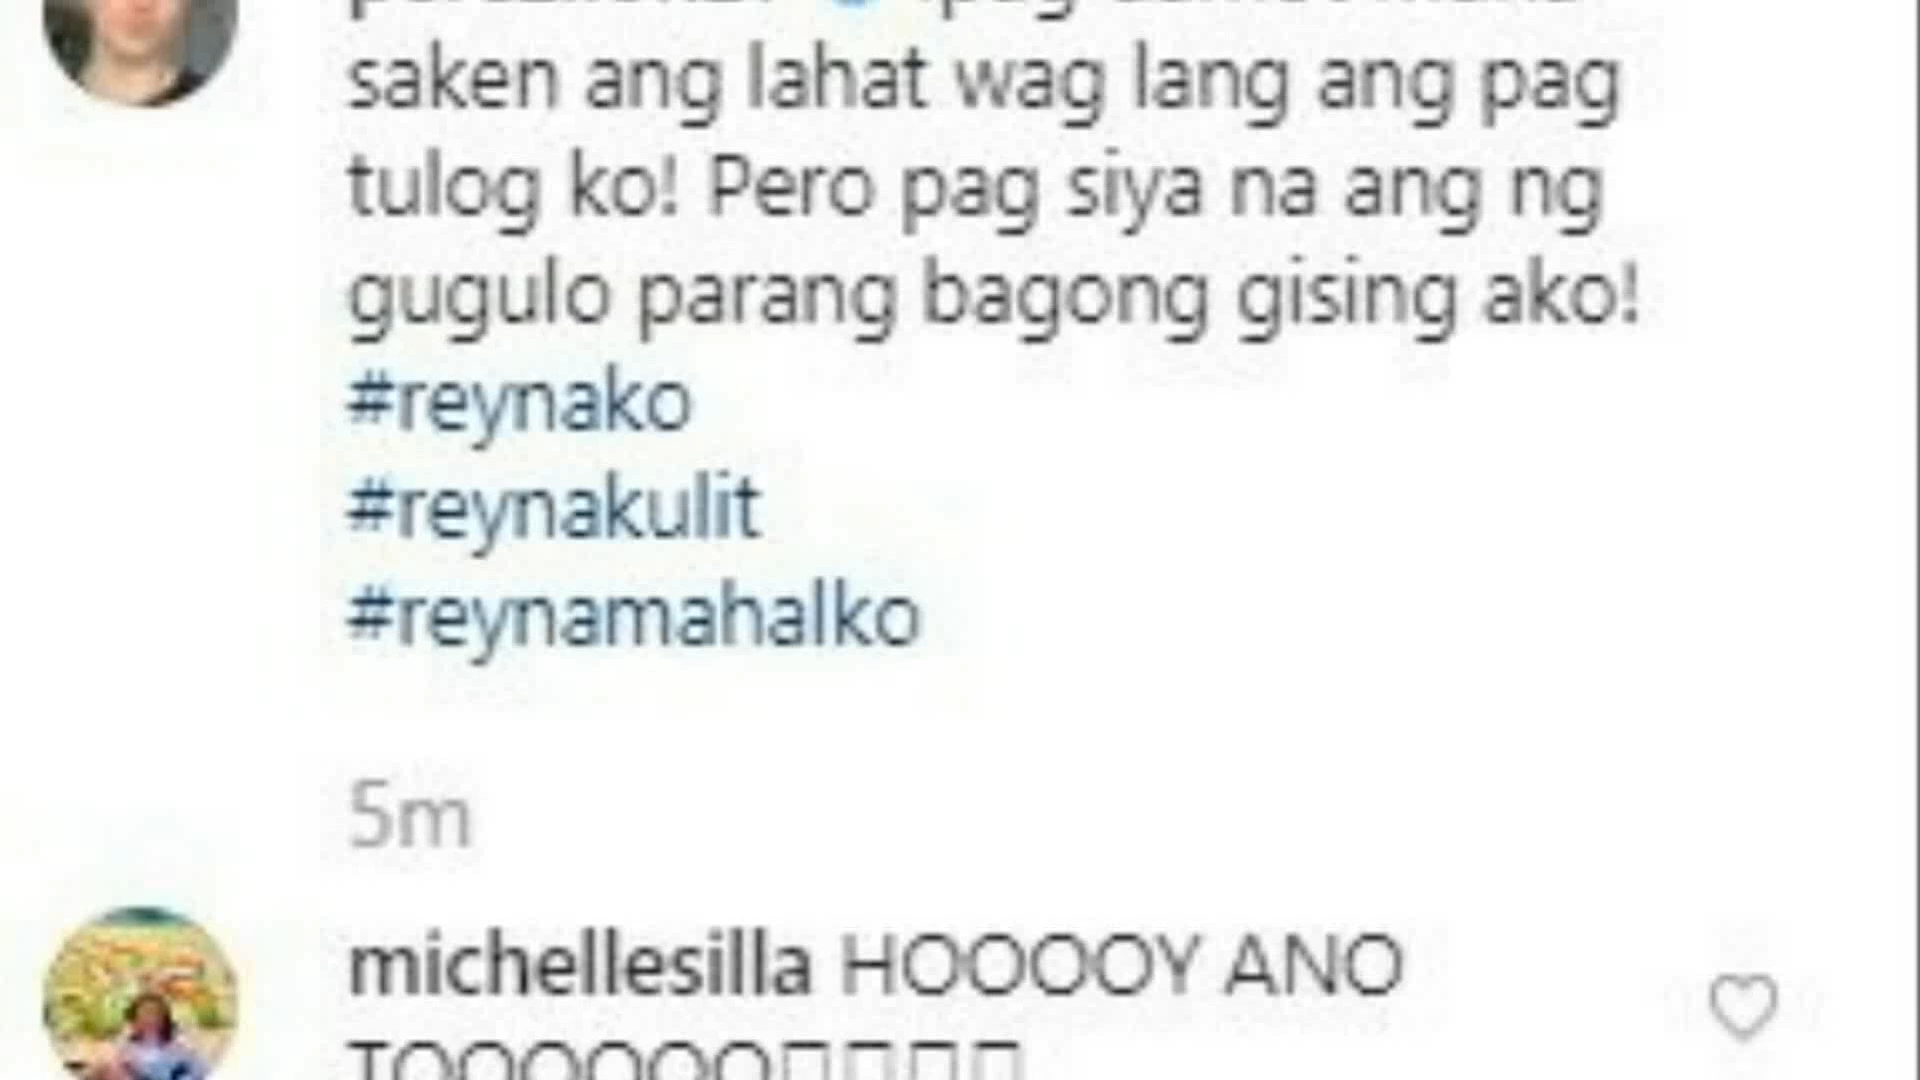 saken ang lahat wag lang ang pag
tulog ko! Pero pag siya na ang ng
gugulo parang bagong gising ako!
#reynako
#reynakulit
#reynamahalko
5m
michellesilla HOOOOY ANO
TOOOOOOO